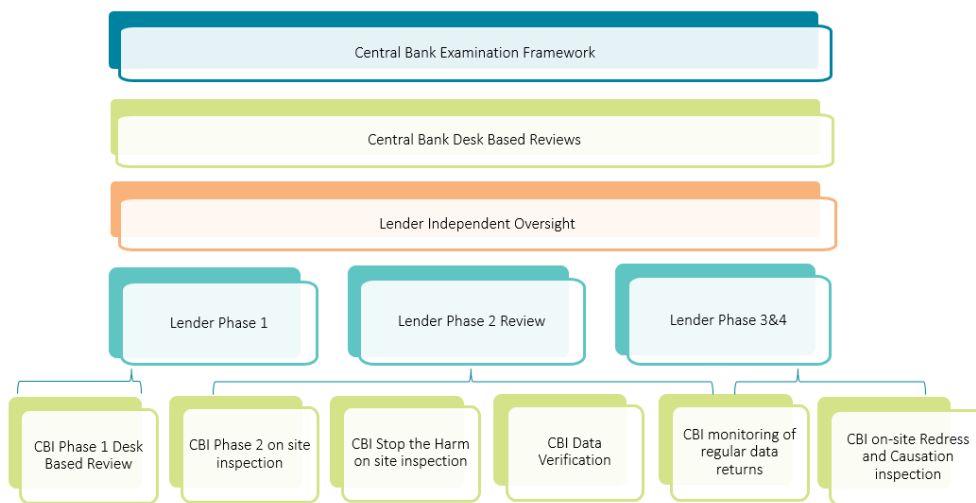 Central Bank Examination Framework
Central Bank Desk Based Reviews
Lender Independent Oversight
Lender Phase 1
Lender Phase 2 Review
Lender Phase 3&4
CBI Phase 1 Desk
Based Review
CBI Phase 2 on site
inspection
CBI Stop the Harm
on site inspection
CBI Data
Verification
CBI monitoring of
regular data
returns
CBI on-site Redress
and Causation
inspection